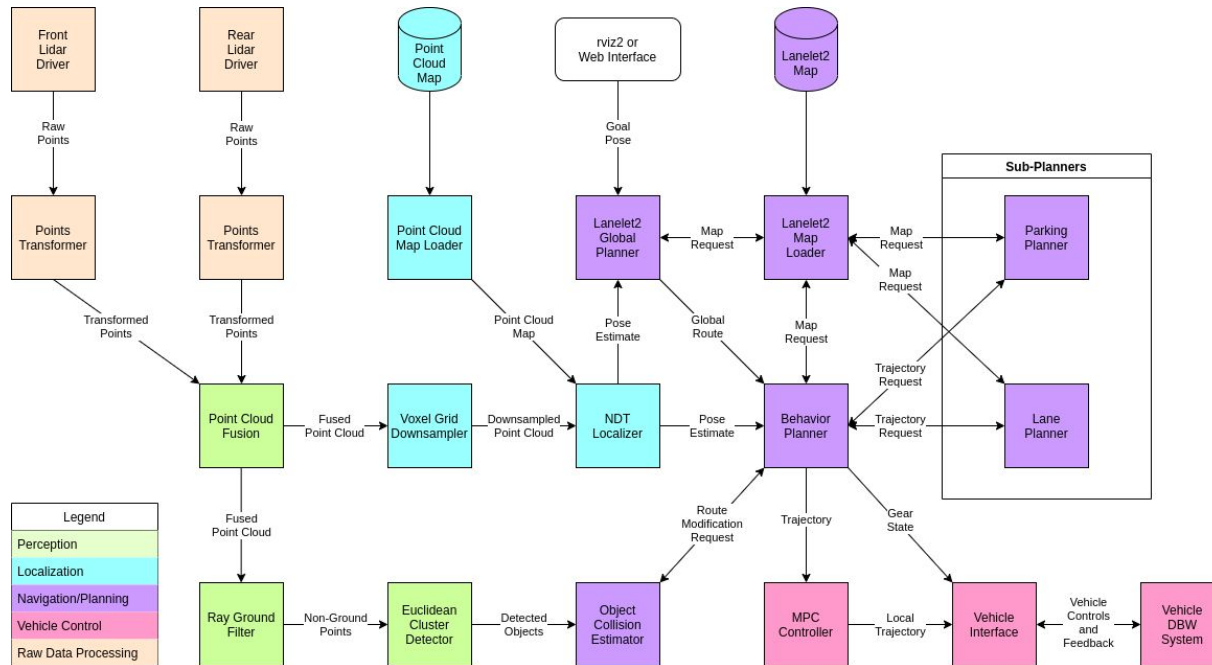 Front
Lidar
Driver
Rear
Lidar
Driver
Point
Cloud
Map
rviz2 or
Web Interface
Lanelet2
Map
Raw
Points
Raw
Points
Goal
Pose
Sub-Planners
Points
Transformer
Points
Transformer
Point Cloud
Map Loader
Lanelet2
Global
Planner
Map
Request
Lanelet2
Map
Loader
Map
Request
Parking
Planner
Map
Request
Transformed
Points
Transformed
Points
Point Cloud
Map
Pose
Estimate
Global
Route
Map
Request
Trajectory
Request
Point Cloud
Fusion
Fused
Point Cloud
Voxel Grid
Downsampler
Downsampled
Point Cloud
NDT
Localizer
Pose
Estimate
Behavior
Planner
Trajectory
Request
Lane
Planner
Legend
Perception
Localization
Navigation/Planning
Vehicle Control
Raw Data Processing
Fused
Point Cloud
Route
Modification
Request
Trajectory
Gear
State
Ray Ground
Filter
Non-Ground
Points
Euclidean
Cluster
Detector
Detected
Objects
Object
Collision
Estimator
MPC
Controller
Local
Trajectory
Vehicle
Interface
Vehicle
Controls
and
Feedback
Vehicle
DBW
System